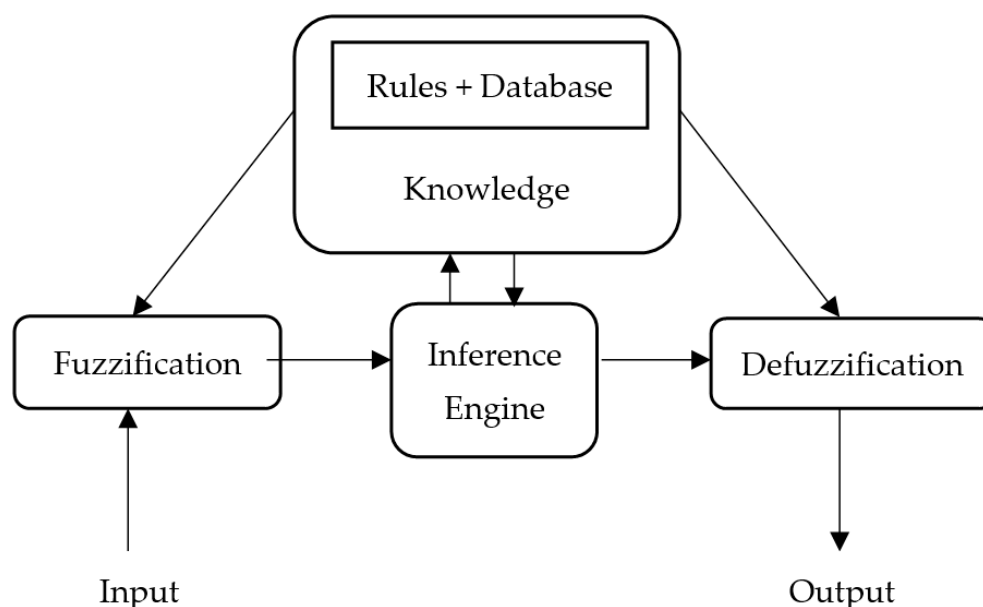 Rules + Database
Knowledge
Fuzzification
Inference
Engine
Defuzzification
Input
Output